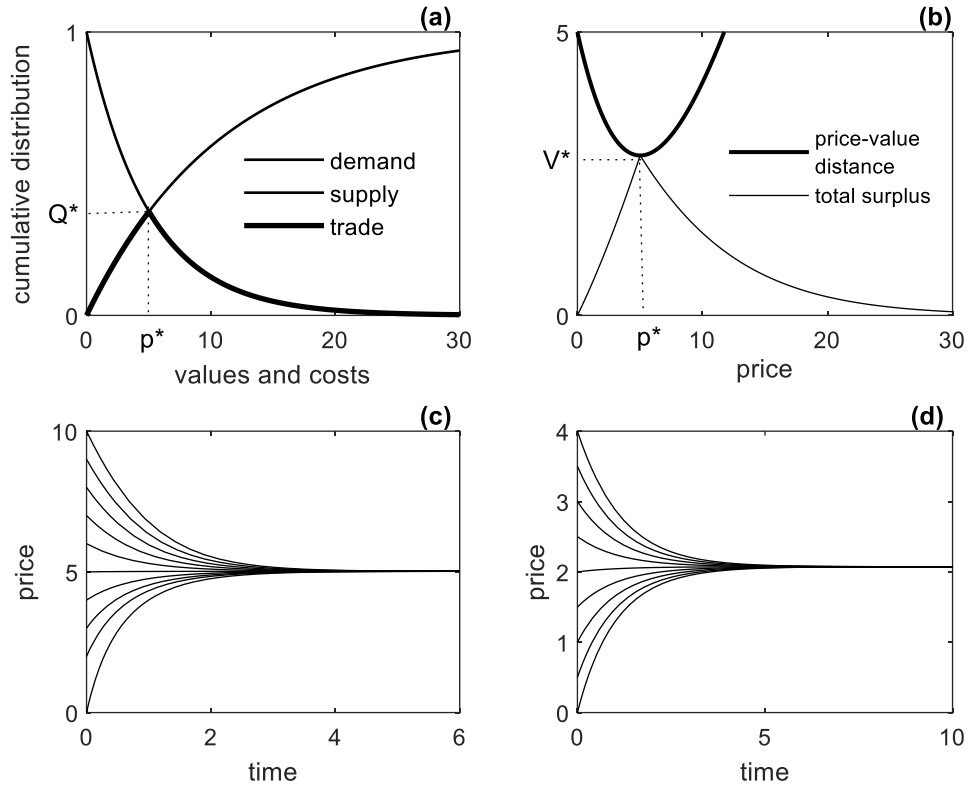 (a)
1
cumulative distribution
Q*
demand
supply
trade
0
0
p*
10
20
30
values and costs
(b)
5
V*
price-value
distance
total surplus
0
0
p*
10
20
30
price
(c)
10
price
5
0
0
2
4
6
time
(d)
4
3
price
2
1
0
0
5
10
time